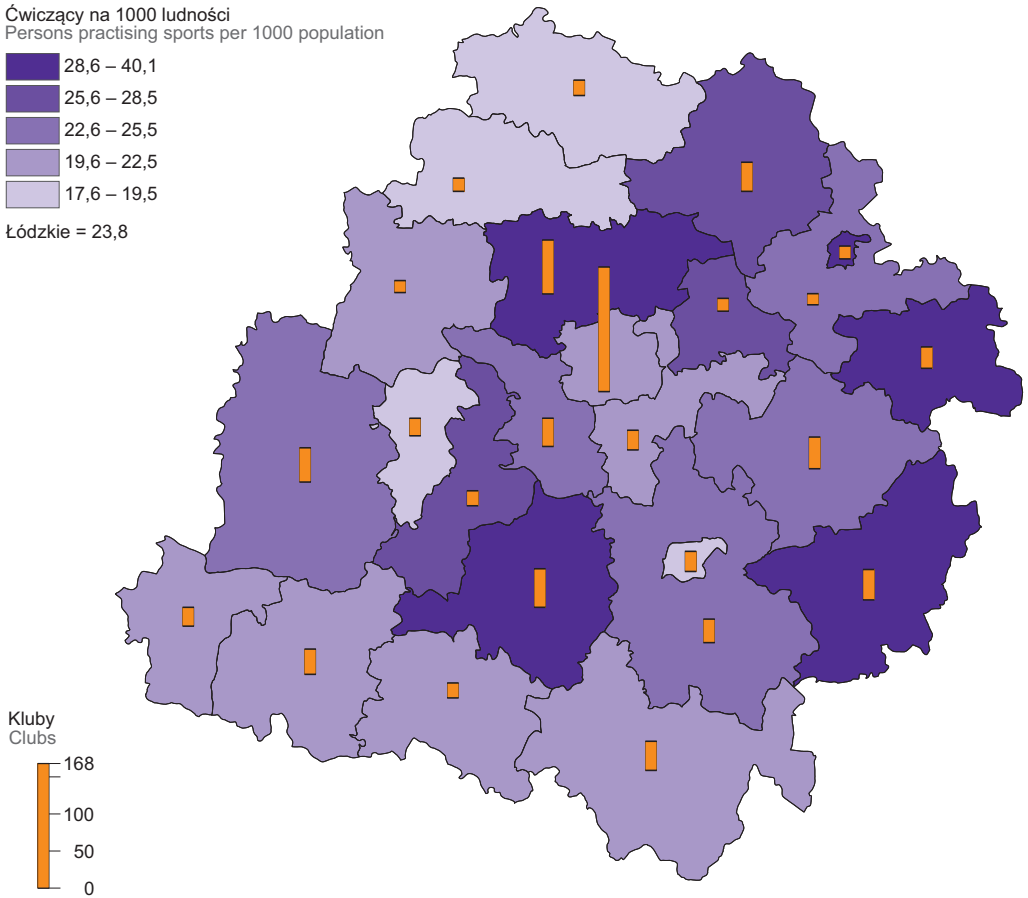 Ćwiczący na 1000 ludności
Persons practising sports per 1000 population
28,6 – 40,1
25,6 – 28,5
22,6 – 25,5
19,6 – 22,5
17,6 – 19,5
Łódzkie = 23,8
Kluby
Clubs
168
100
50
0